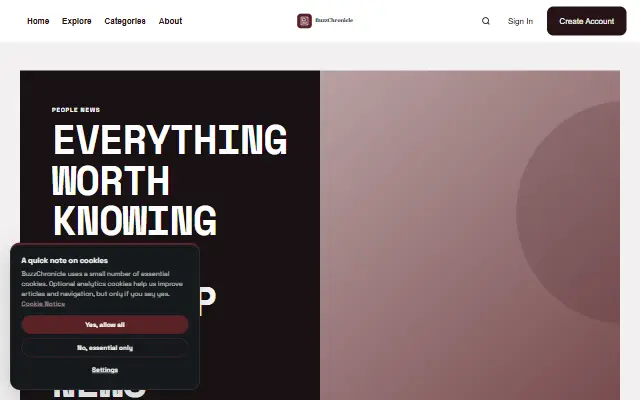 Home Explore Categories About
BuzzChronicle
Sign In
Create Account
PEOPLE NEWS
EVERYTHING
WORTH
KNOWING
P
NEWS
A quick note on cookies
BuzzChronicle uses a small number of essential
cookies. Optional analytics cookies help us improve
articles and navigation, but only if you say yes.
Cookie Notice
Yes, allow all
No, essential only
Settings